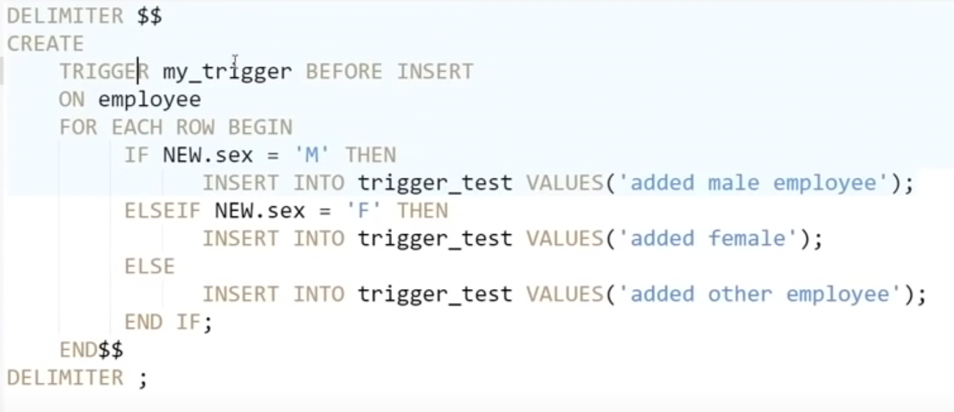 DELIMITER $$
CREATE
TRIGGER my_trigger BEFORE INSERT
ON employee
FOR EACH ROW BEGIN
IF NEW.sex = 'M' THEN
INSERT INTO trigger_test VALUES('added male employee');
ELSEIF NEW.sex = 'F' THEN
INSERT INTO trigger_test VALUES('added female');
ELSE
INSERT INTO trigger_test VALUES('added other employee');
END IF;
END$$
DELIMITER ;